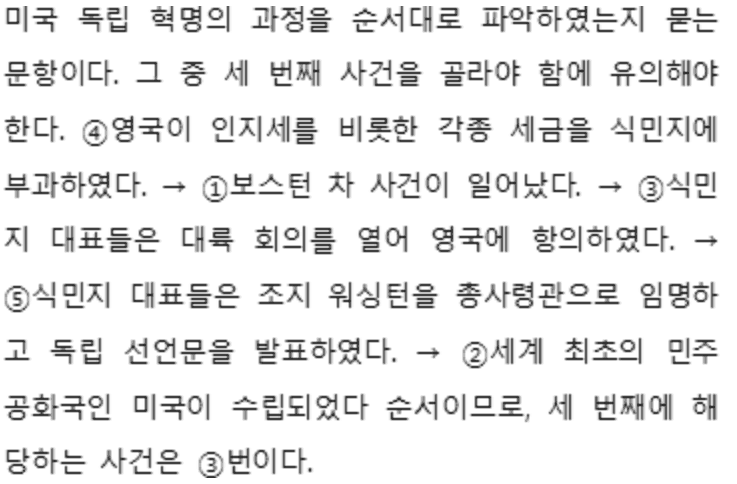 미국 독립 혁명의 과정을 순서대로 파악하였는지 묻는
문항이다. 그 중 세 번째 사건을 골라야 함에 유의해야
한다. ④영국이 인지세를 비롯한 각종 세금을 식민지에
부과하였다. → ①보스턴 차 사건이 일어났다. → ③식민
지 대표들은 대륙 회의를 열어 영국에 항의하였다. →
⑤식민지 대표들은 조지 워싱턴을 총사령관으로 임명하
고 독립 선언문을 발표하였다. → ②세계 최초의 민주
공화국인 미국이 수립되었다 순서이므로, 세 번째에 해
당하는 사건은 ③번이다.